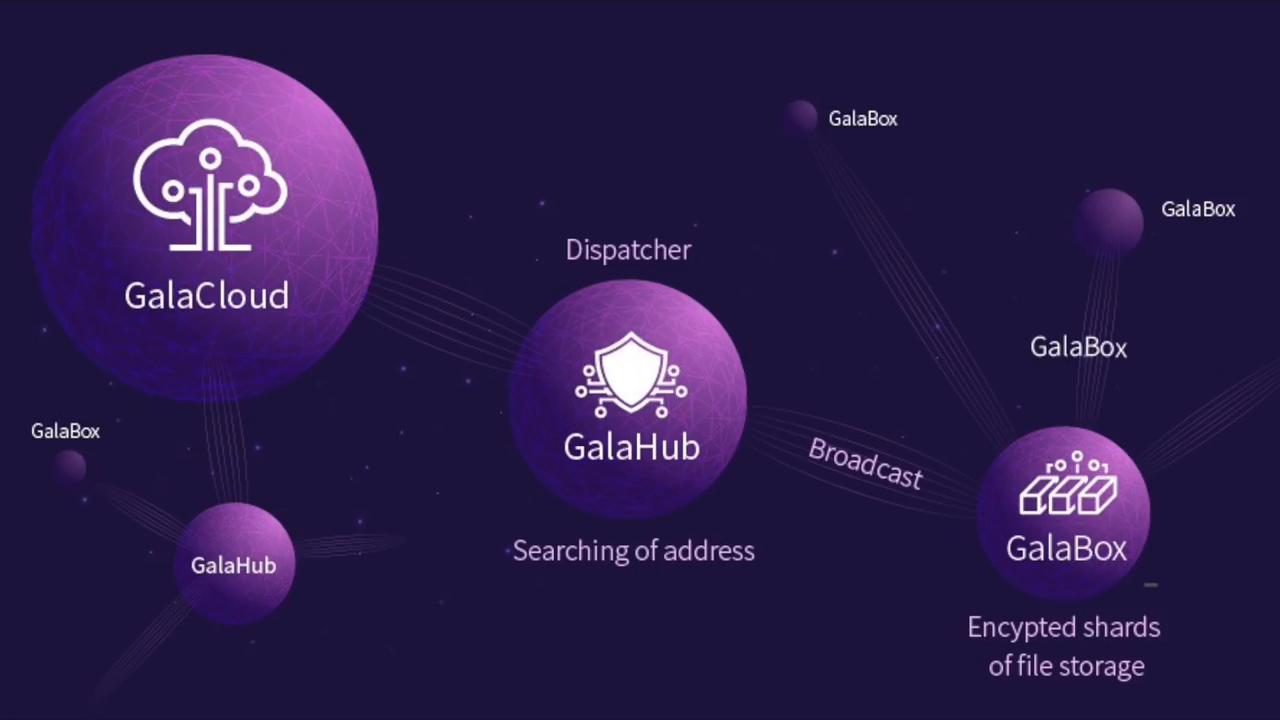 GalaCloud
GalaBox
GalaHub
Dispatcher
GalaHub
Searching of address
Broadcast
GalaBox
GalaBox
GalaBox
GalaBox
Encypted shards
of file storage